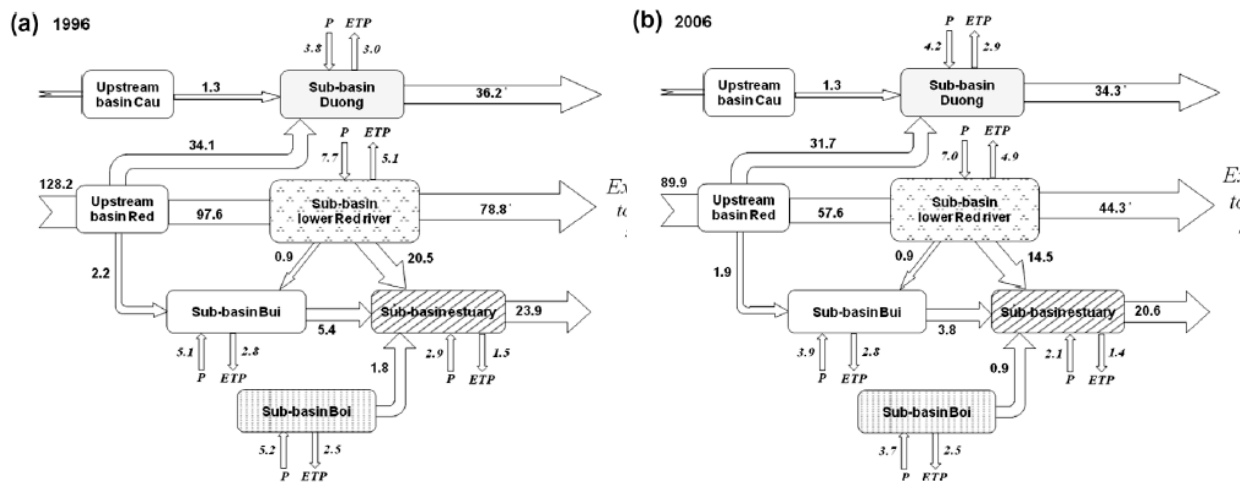 (a) 1996
P ETP
3.8 3.0
Upstream
basin Cau
1.3
Sub-basin
Duong
36.2
34.1
P ETP
7.7 5.1
128.2
Upstream
basin Red
97.6
Sub-basin
lower Red river
78.8
Ex
to
2.2
0.9
20.5
Sub-basin Bui
5.4
Sub-basin estuary
23.9
5.1 2.8
P ETP
1.8
2.9 1.5
P ETP
Sub-basin Boi
5.2 2.5
P ETP
(b) 2006
P ETP
4.2 2.9
Upstream
basin Cau
1.3
Sub-basin
Duong
34.3
31.7
P ETP
7.0 4.9
89.9
Upstream
basin Red
57.6
Sub-basin
lower Red river
44.3
Ex
to
1.9
0.9
14.5
Sub-basin Bui
3.8
Sub-basin estuary
20.6
3.9 2.8
P ETP
0.9
2.1 1.4
P ETP
Sub-basin Boi
3.7 2.5
P ETP